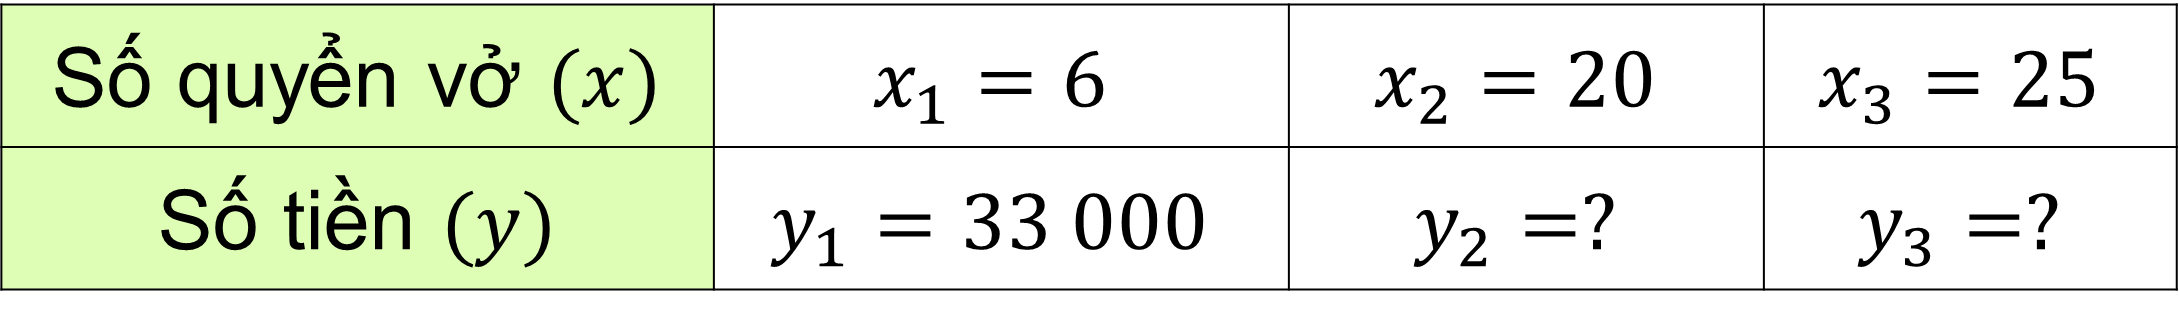 Số quyển vở (x) x₁ = 6 x₂ = 20 x₃ = 25
Số tiền (y) y₁ = 33 000 y₂ =? y₃ =?